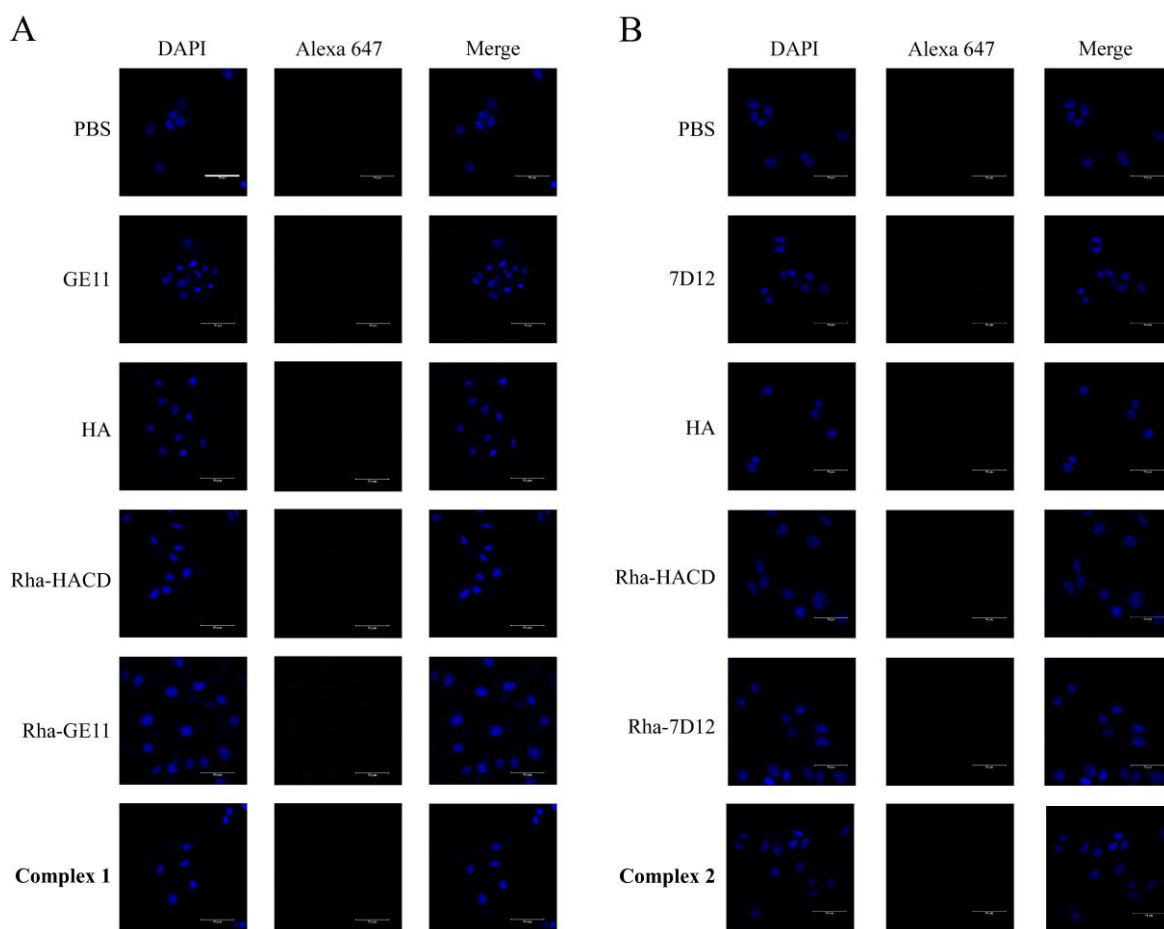 A
DAPI Alexa 647 Merge
PBS
GE11
HA
Rha-HACD
Rha-GE11
Complex 1
B
DAPI Alexa 647 Merge
PBS
7D12
HA
Rha-HACD
Rha-7D12
Complex 2